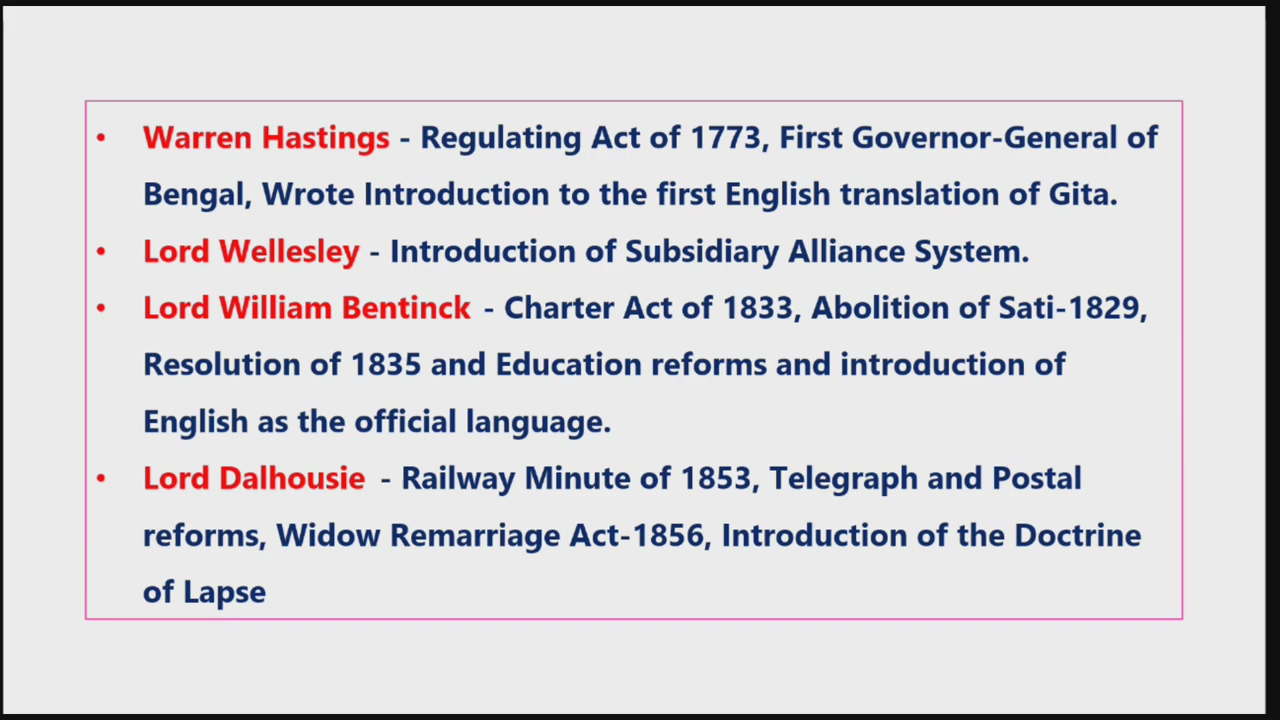 • Warren Hastings - Regulating Act of 1773, First Governor-General of
Bengal, Wrote Introduction to the first English translation of Gita.
• Lord Wellesley - Introduction of Subsidiary Alliance System.
• Lord William Bentinck - Charter Act of 1833, Abolition of Sati-1829,
Resolution of 1835 and Education reforms and introduction of
English as the official language.
• Lord Dalhousie - Railway Minute of 1853, Telegraph and Postal
reforms, Widow Remarriage Act-1856, Introduction of the Doctrine
of Lapse